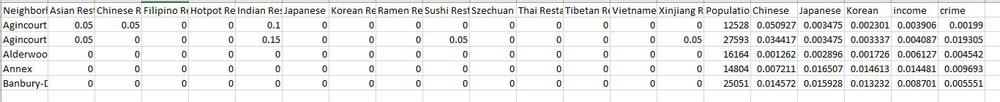 Neighborh Asian Rest Chinese R Filipino Re Hotpot Re Indian Res Japanese Korean Re Ramen Re Sushi Rest Szechuan Thai Resta Tibetan Re Vietname Xinjiang R Populatio Chinese Japanese Korean income crime
Agincourt 0.05 0.05 0 0 0.1 0 0 0 0 0 0 0 0 0 12528 0.050927 0.003475 0.002301 0.003906 0.00199
Agincourt 0.05 0 0 0 0.15 0 0 0 0.05 0 0 0 0 0.05 27593 0.034417 0.003475 0.003337 0.004087 0.019305
Alderwoo 0 0 0 0 0 0 0 0 0 0 0 0 0 0 16164 0.001262 0.002896 0.001726 0.006127 0.004542
Annex 0 0 0 0 0 0 0 0 0 0 0 0 0 0 14804 0.007211 0.016507 0.014613 0.014481 0.009693
Banbury-D 0 0 0 0 0 0 0 0 0 0 0 0 0 0 25051 0.014572 0.015928 0.013232 0.008701 0.005551